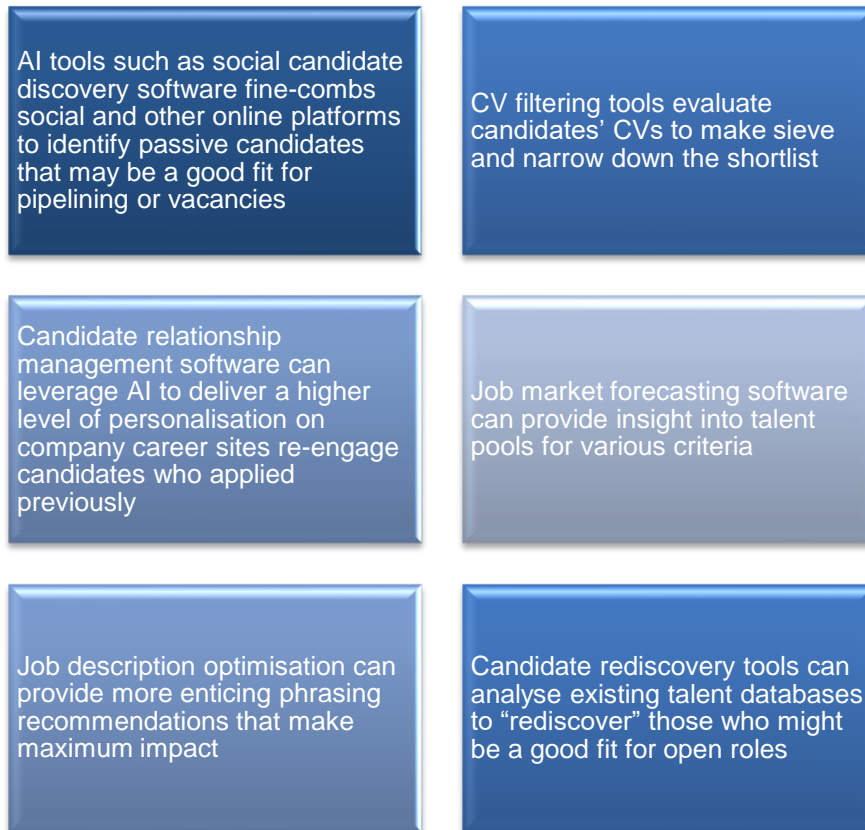 AI tools such as social candidate
discovery software fine-combs
social and other online platforms
to identify passive candidates
that may be a good fit for
pipelining or vacancies
CV filtering tools evaluate
candidates’ CVs to make sieve
and narrow down the shortlist
Candidate relationship
management software can
leverage AI to deliver a higher
level of personalisation on
company career sites re-engage
candidates who applied
previously
Job market forecasting software
can provide insight into talent
pools for various criteria
Job description optimisation can
provide more enticing phrasing
recommendations that make
maximum impact
Candidate rediscovery tools can
analyse existing talent databases
to “rediscover” those who might
be a good fit for open roles